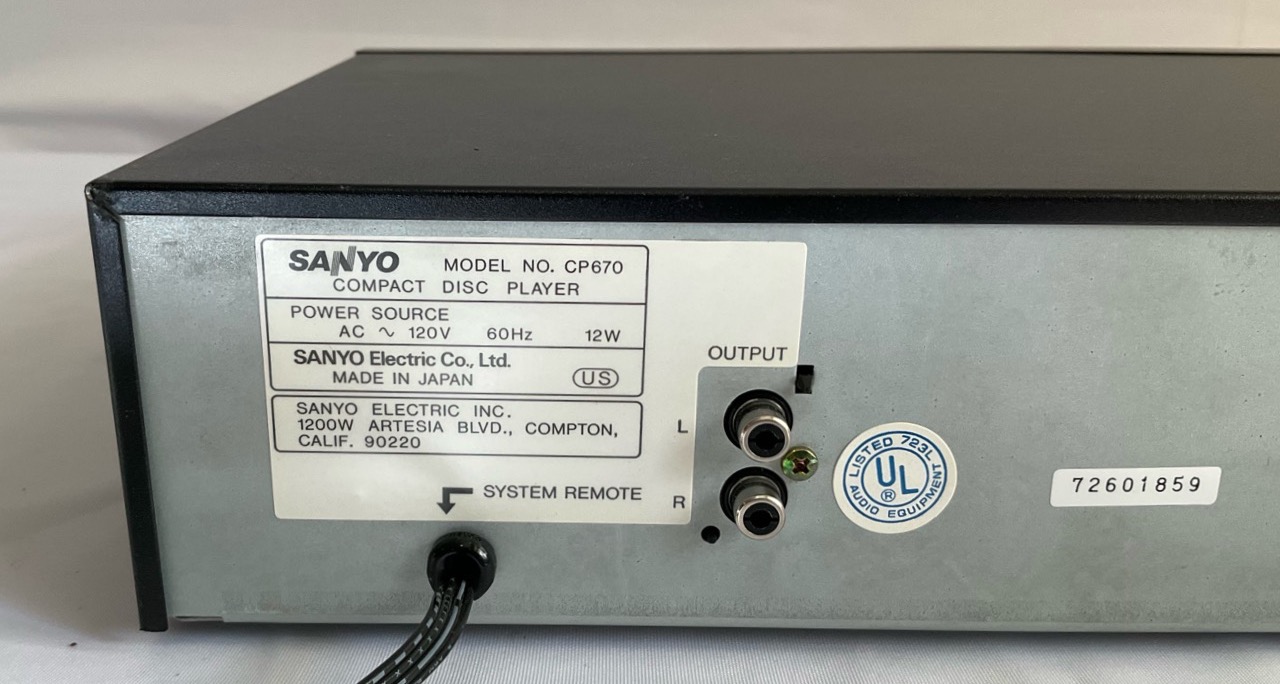 SANYO MODEL NO. CP670
COMPACT DISC PLAYER
POWER SOURCE
AC ∿ 120V 60Hz 12W
SANYO Electric Co., Ltd.
MADE IN JAPAN US
SANYO ELECTRIC INC.
1200W ARTESIA BLVD., COMPTON,
CALIF. 90220
SYSTEM REMOTE
OUTPUT
L
R
LISTED 723L
UL
®
AUDIO EQUIPMENT
72601859